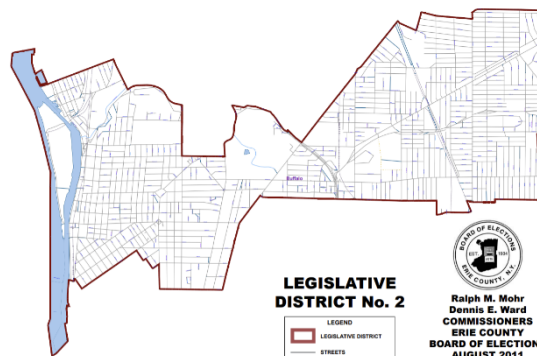 Buffalo
LEGISLATIVE
DISTRICT No. 2
LEGEND
LEGISLATIVE DISTRICT
STREETS
BOARD OF ELECTIONS
ERIE COUNTY, N.Y.
Ralph M. Mohr
Dennis E. Ward
COMMISSIONERS
ERIE COUNTY
BOARD OF ELECTION
AUGUST 2011